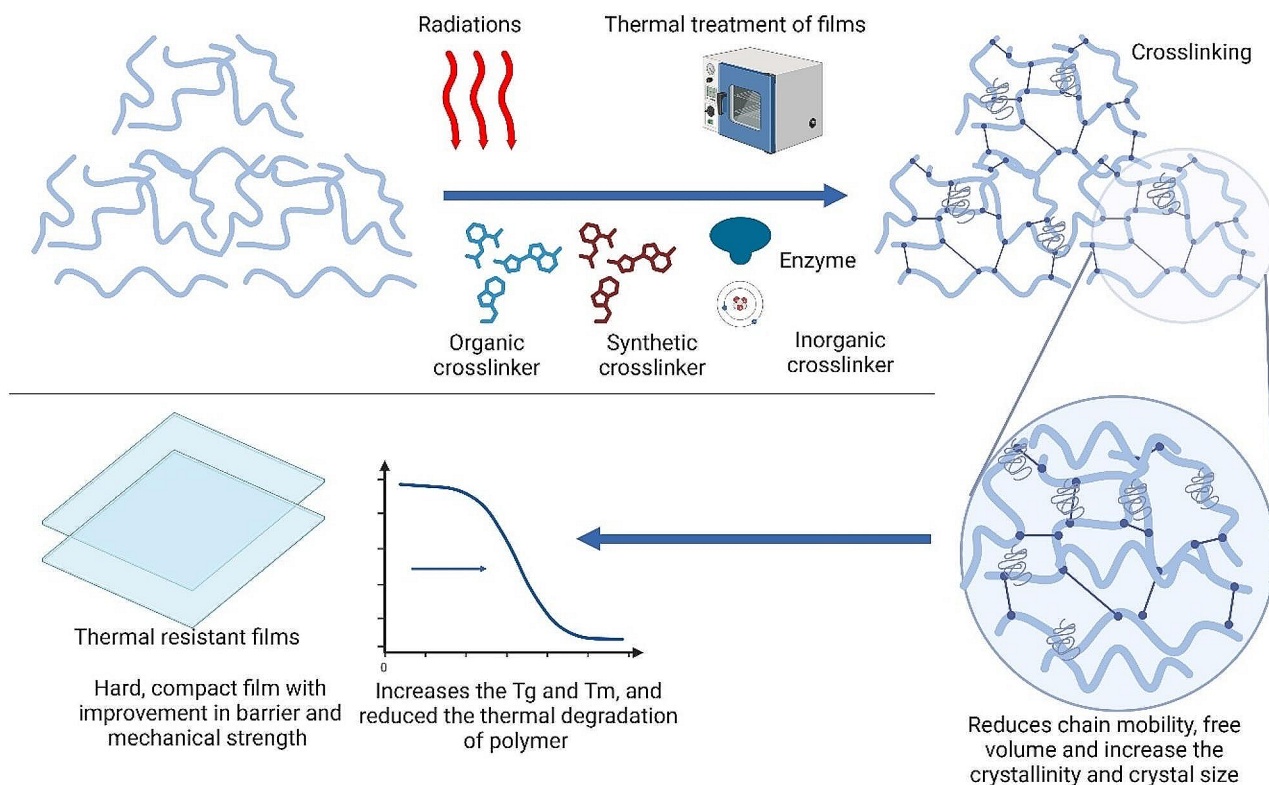 Radiations
Thermal treatment of films
Crosslinking
Enzyme
Organic
crosslinker
Synthetic
crosslinker
Inorganic
crosslinker
0
Thermal resistant films
Hard, compact film with
improvement in barrier and
mechanical strength
Increases the Tg and Tm, and
reduced the thermal degradation
of polymer
Reduces chain mobility, free
volume and increase the
crystallinity and crystal size